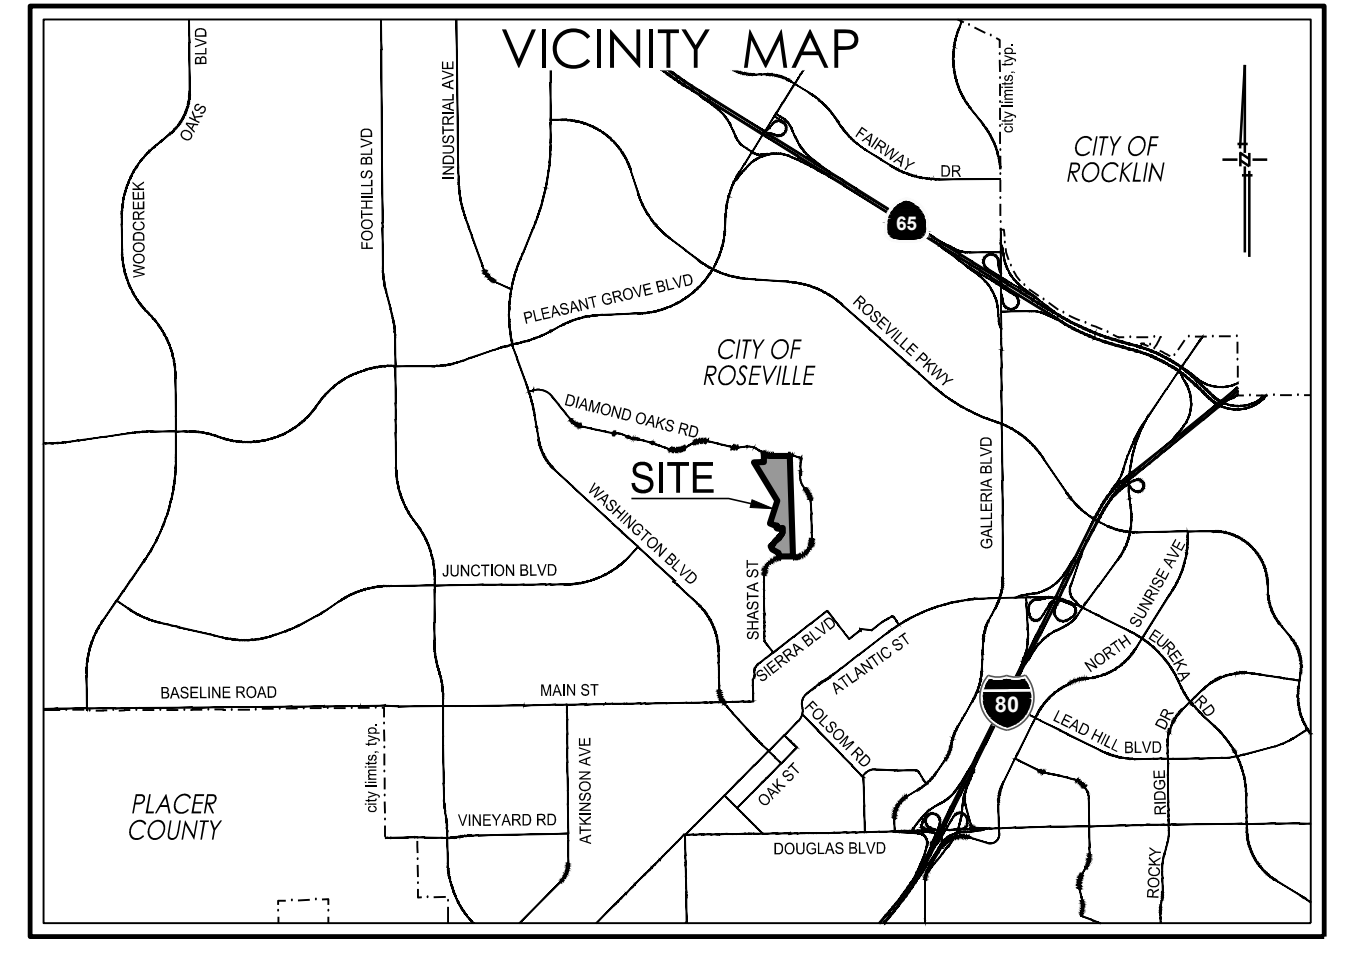 VICINITY MAP
BLVD
OAKS
WOODCREEK
FOOTHILLS BLVD
INDUSTRIAL AVE
city limits, typ.
FAIRWAY
DR
CITY OF
ROCKLIN
N
65
PLEASANT GROVE BLVD
ROSEVILLE PKWY
CITY OF
ROSEVILLE
DIAMOND OAKS RD
SITE
WASHINGTON BLVD
GALLERIA BLVD
JUNCTION BLVD
SHASTA ST
SIERRA BLVD
ATLANTIC ST
NORTH
SUNRISE AVE
EUREKA
RD
BASELINE ROAD
MAIN ST
80
FOLSOM RD
LEAD HILL BLVD
city limits, typ.
ATKINSON AVE
OAK ST
PLACER
COUNTY
VINEYARD RD
DOUGLAS BLVD
ROCKY
RIDGE
DR